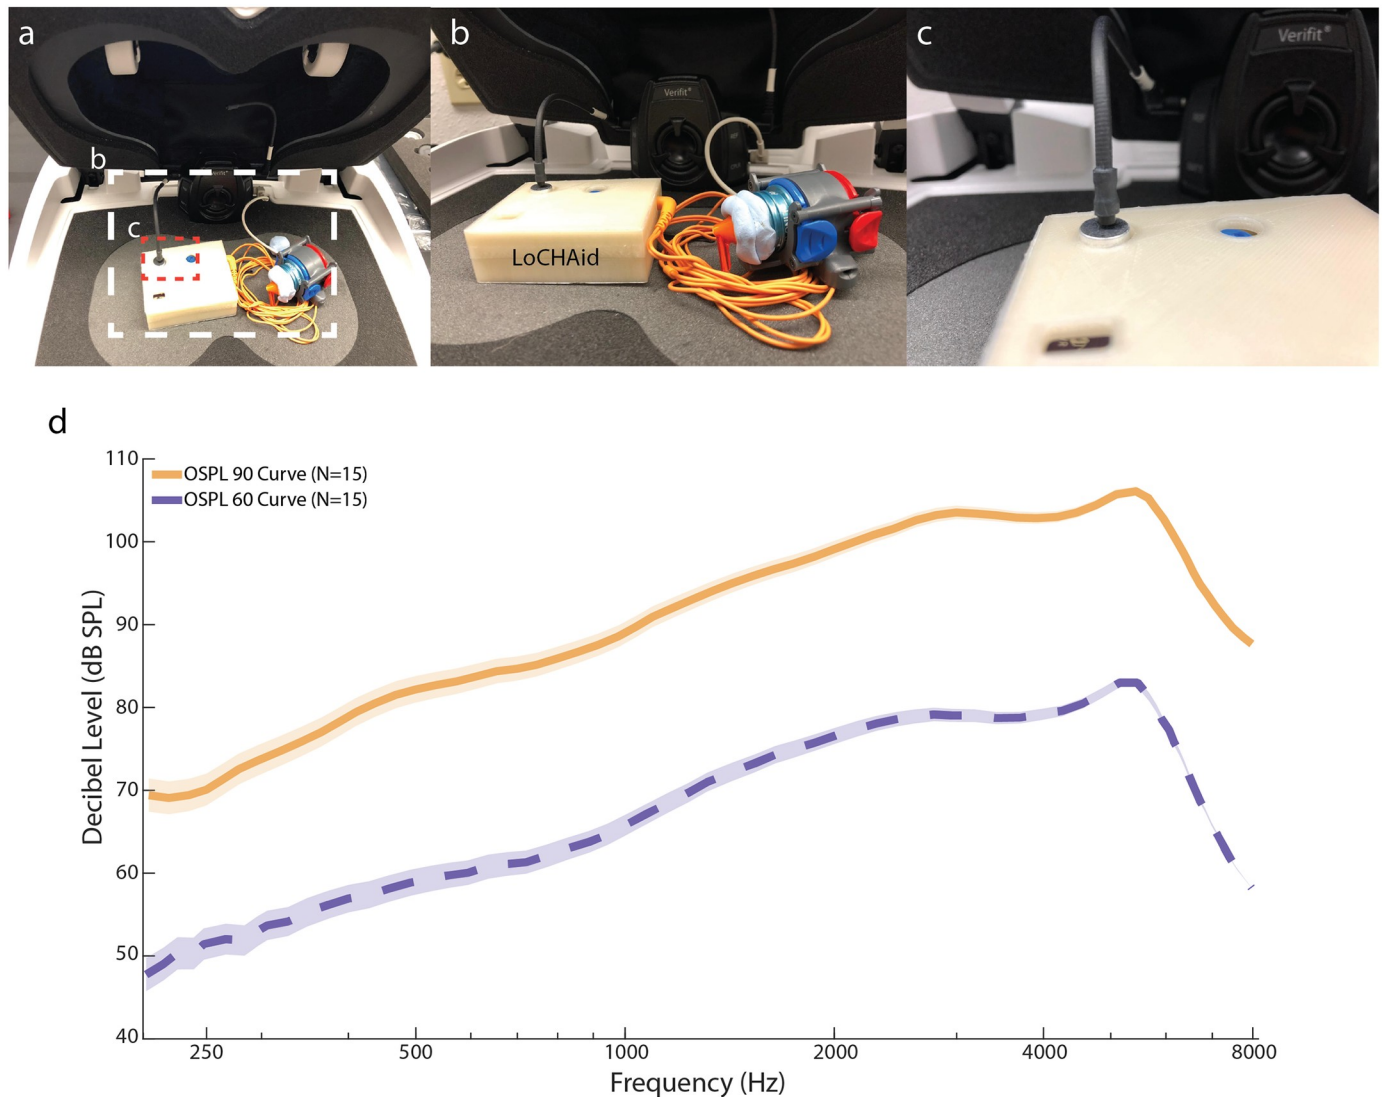 a
b
c
Verifit®
b
c
LoCHAid
Verifit®
Verifit®
d
OSPL 90 Curve (N=15)
OSPL 60 Curve (N=15)
110
100
90
80
70
60
50
40
Decibel Level (dB SPL)
250 500 1000 2000 4000 8000
Frequency (Hz)